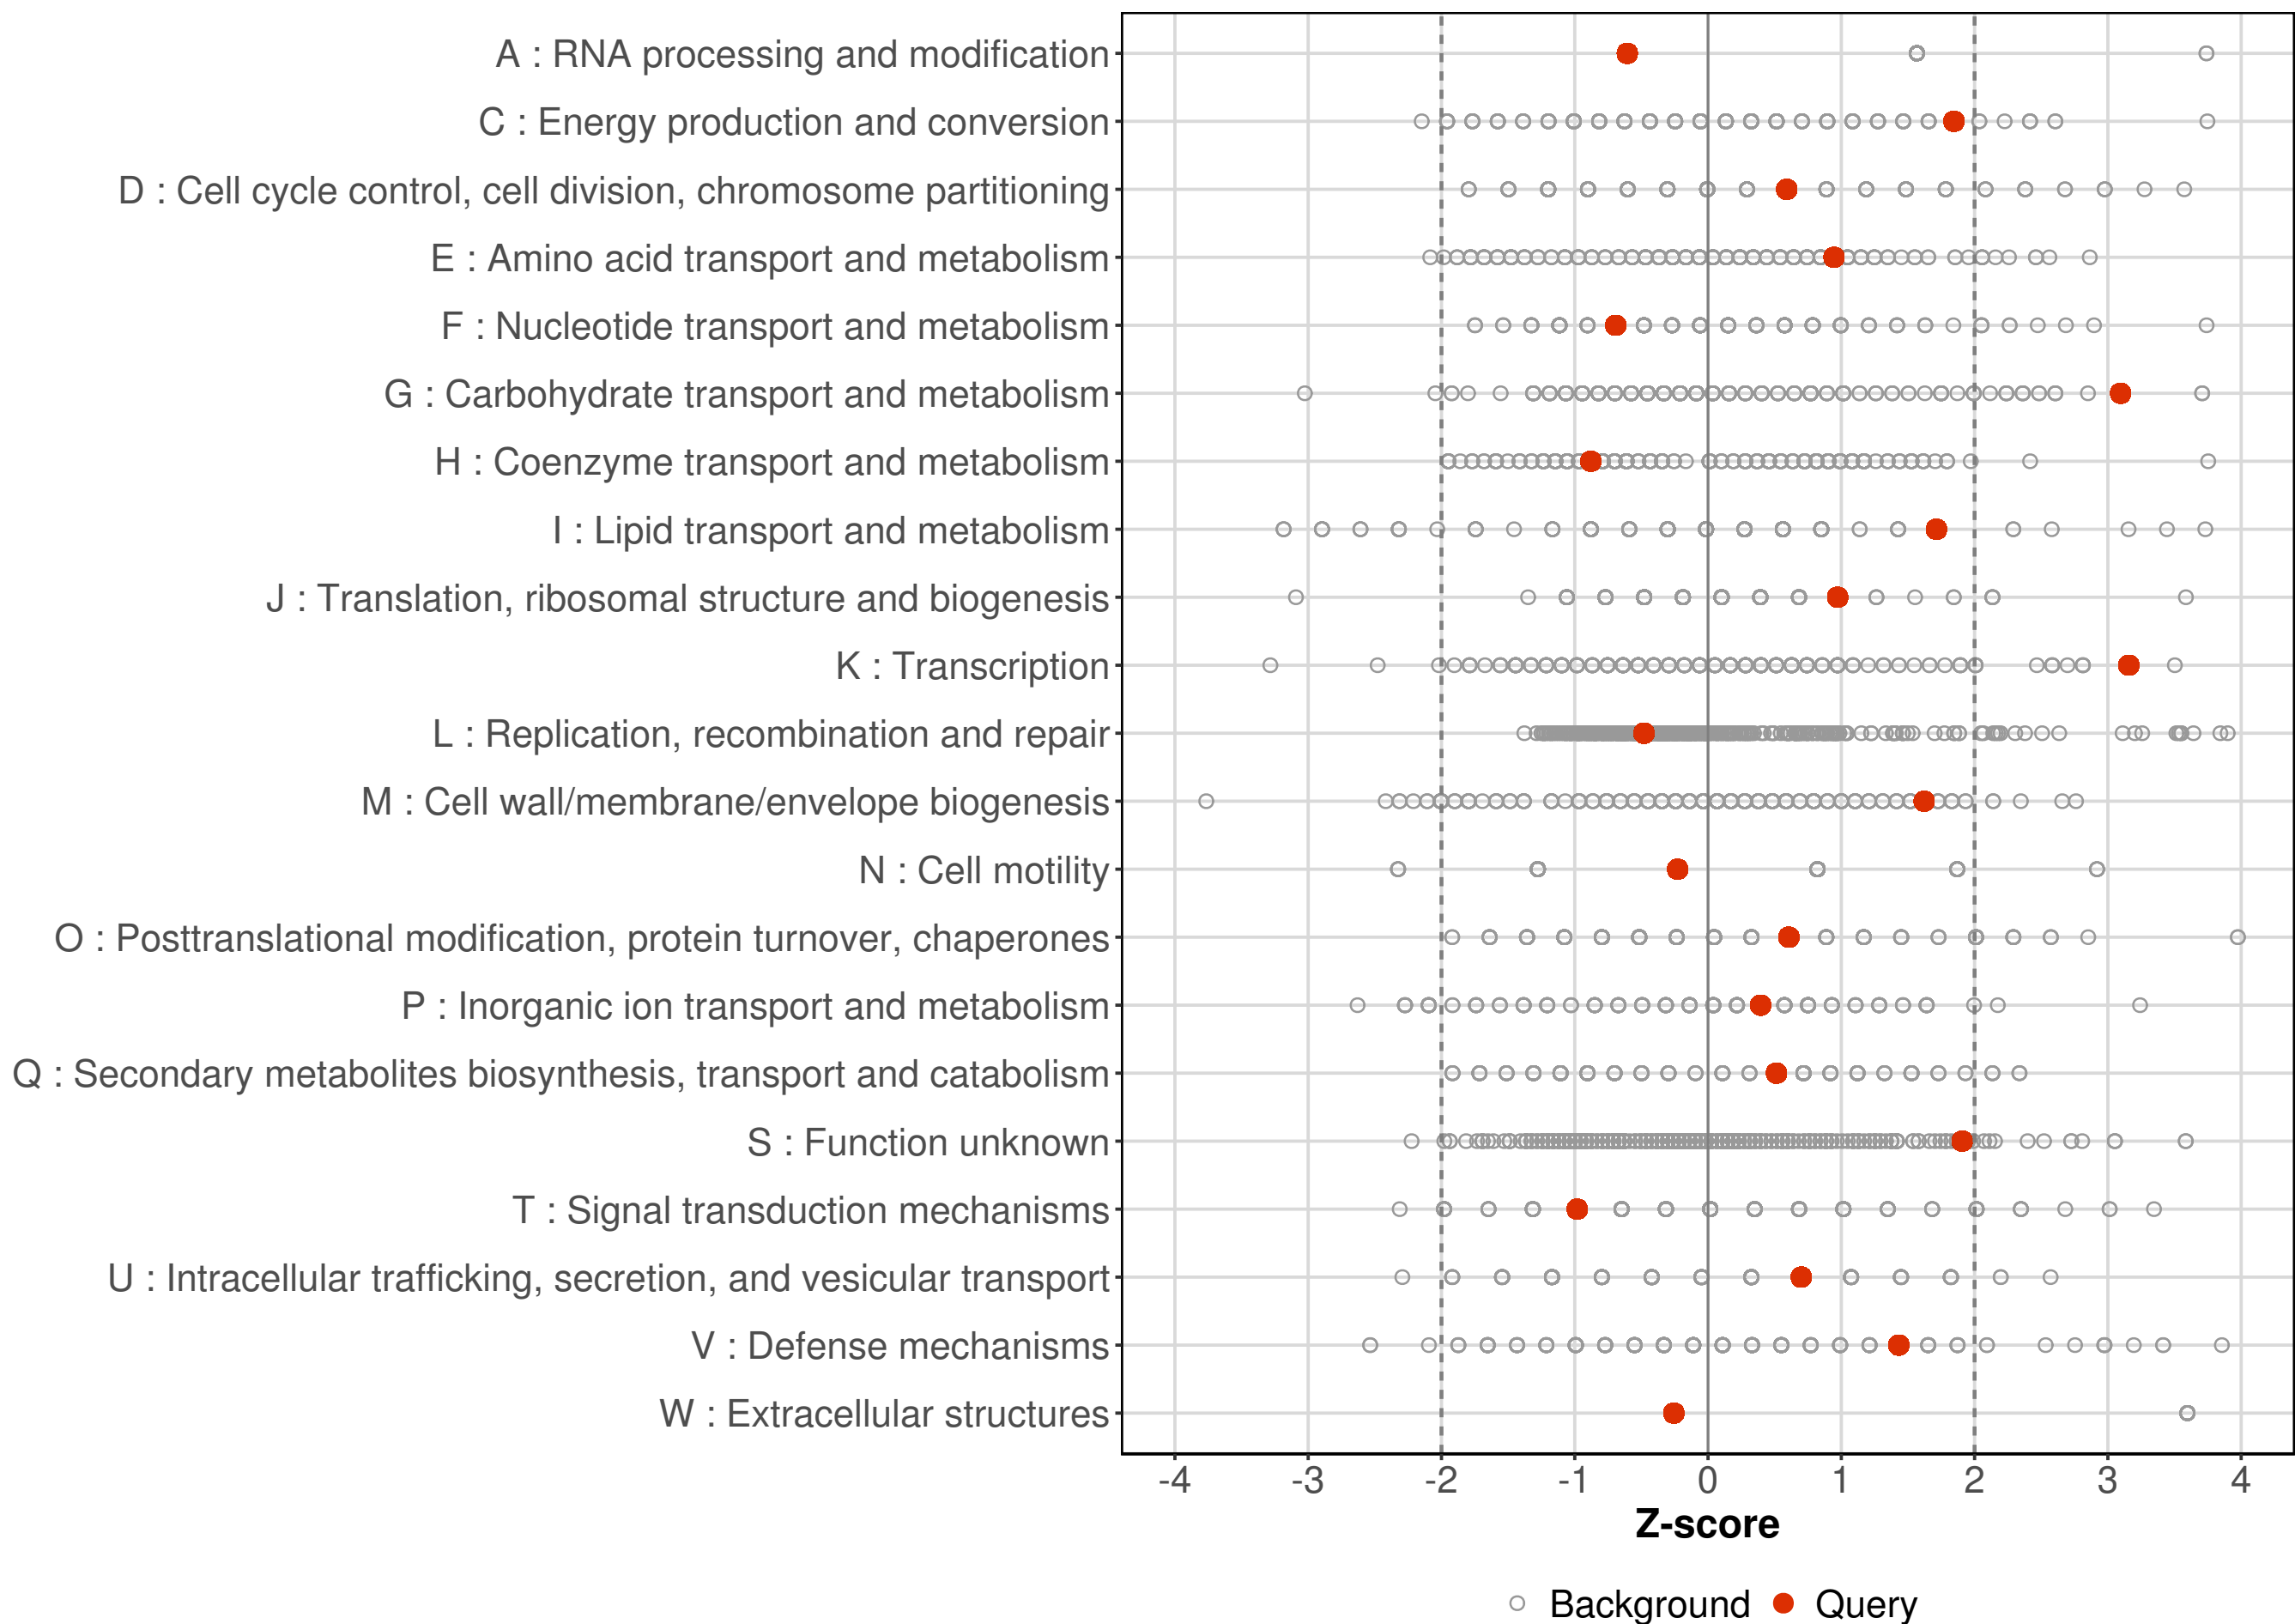 A : RNA processing and modification
C : Energy production and conversion
D : Cell cycle control, cell division, chromosome partitioning
E : Amino acid transport and metabolism
F : Nucleotide transport and metabolism
G : Carbohydrate transport and metabolism
H : Coenzyme transport and metabolism
I : Lipid transport and metabolism
J : Translation, ribosomal structure and biogenesis
K : Transcription
L : Replication, recombination and repair
M : Cell wall/membrane/envelope biogenesis
N : Cell motility
O : Posttranslational modification, protein turnover, chaperones
P : Inorganic ion transport and metabolism
Q : Secondary metabolites biosynthesis, transport and catabolism
S : Function unknown
T : Signal transduction mechanisms
U : Intracellular trafficking, secretion, and vesicular transport
V : Defense mechanisms
W : Extracellular structures
-4 -3 -2 -1 0 1 2 3 4
Z-score
Background Query